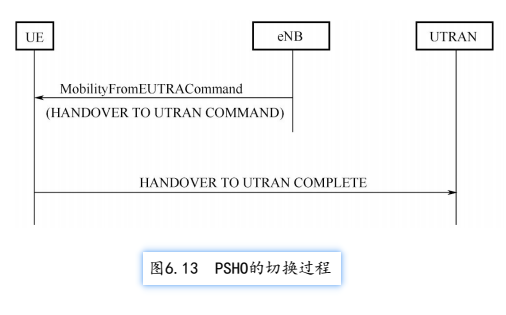 UE eNB UTRAN
MobilityFromEUTRACommand
(HANDOVER TO UTRAN COMMAND)
HANDOVER TO UTRAN COMPLETE
图6.13 PSHO的切换过程